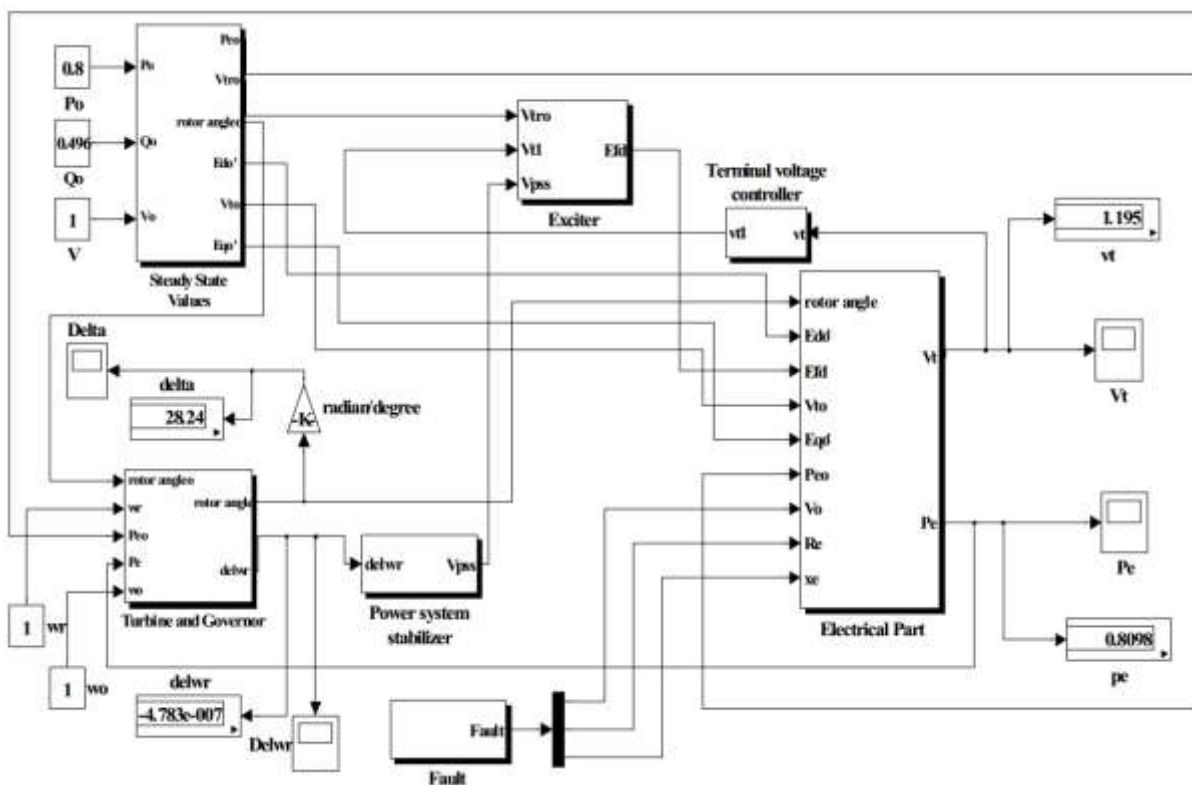 0.8
Po
0.496
Qo
1
V
Po
Qo
Vo
Peo
Vtro
rotor angleo
Edo'
Vto
Eqo'
Steady State
Values
Vtro
Vt1
Vpss
Efd
Exciter
Terminal voltage
controller
vt1
vt
1.195
vt
Vt
rotor angle
Edd
Efd
Vto
Eqd
Peo
Vo
Re
xe
Vt
Pe
Electrical Part
Pe
0.8098
pe
Delta
delta
28.24
-K-
radian/degree
rotor angleo
wr
Peo
Pe
wo
rotor angle
delwr
Turbine and Governor
1
wr
1
wo
delwr
Vpss
Power system
stabilizer
delwr
-4.783e-007
Delwr
Fault
Fault